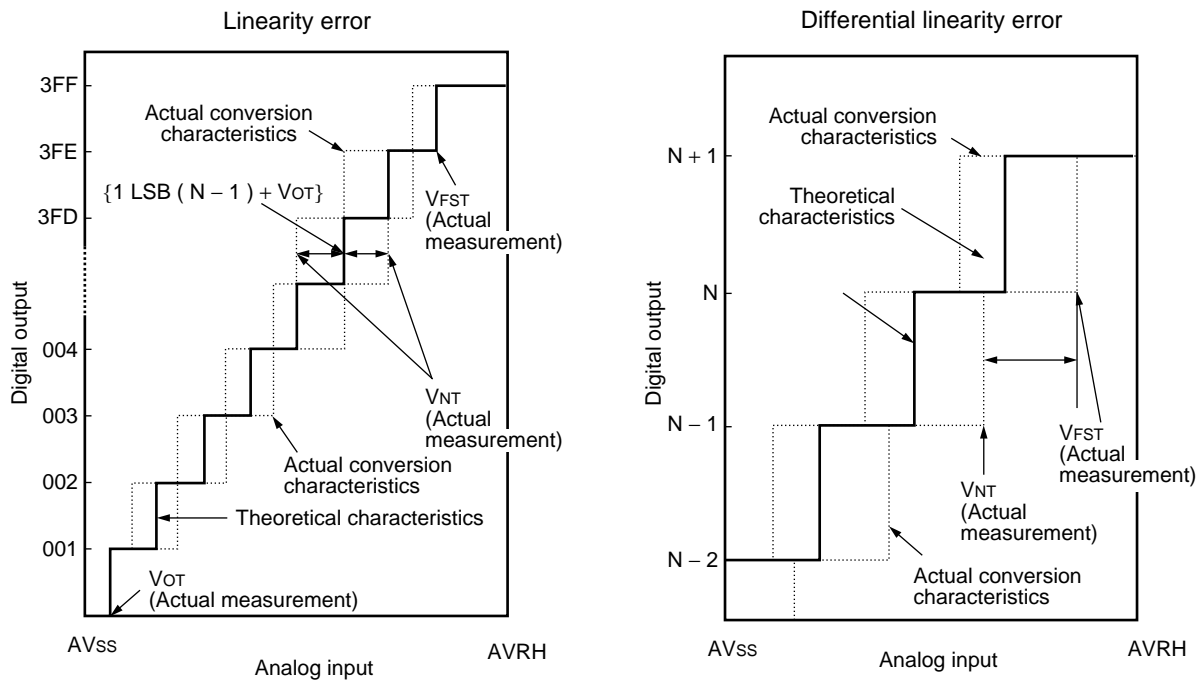 Linearity error
3FF
3FE
3FD
004
003
002
001
Digital output
Actual conversion
characteristics
{1 LSB ( N − 1 ) + VOT}
VFST
(Actual
measurement)
VNT
(Actual
measurement)
Actual conversion
characteristics
Theoretical characteristics
VOT
(Actual measurement)
AVSS
Analog input
AVRH
Differential linearity error
N + 1
N
N − 1
N − 2
Digital output
Actual conversion
characteristics
Theoretical
characteristics
VFST
(Actual
measurement)
VNT
(Actual
measurement)
Actual conversion
characteristics
AVSS
Analog input
AVRH